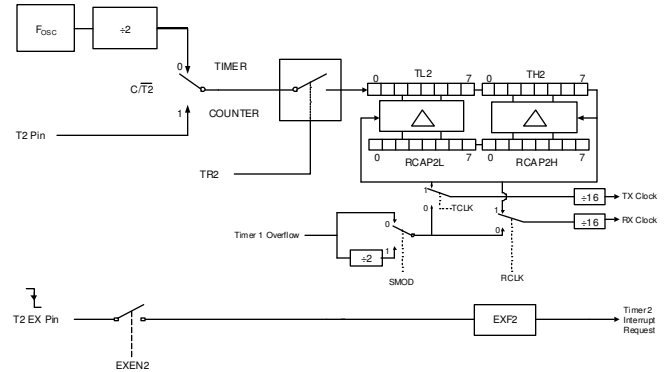 FOSC
÷2
0
TIMER
C/T2
1
COUNTER
T2 Pin
TR2
0
TL2
7
0
TH2
7
△
△
0
RCAP2L
7
0
RCAP2H
7
1
TCLK
0
÷16
TX Clock
1
0
÷16
RX Clock
Timer 1 Overflow
0
÷2
1
SMOD
RCLK
T2 EX Pin
EXEN2
EXF2
Timer 2
Interrupt
Request